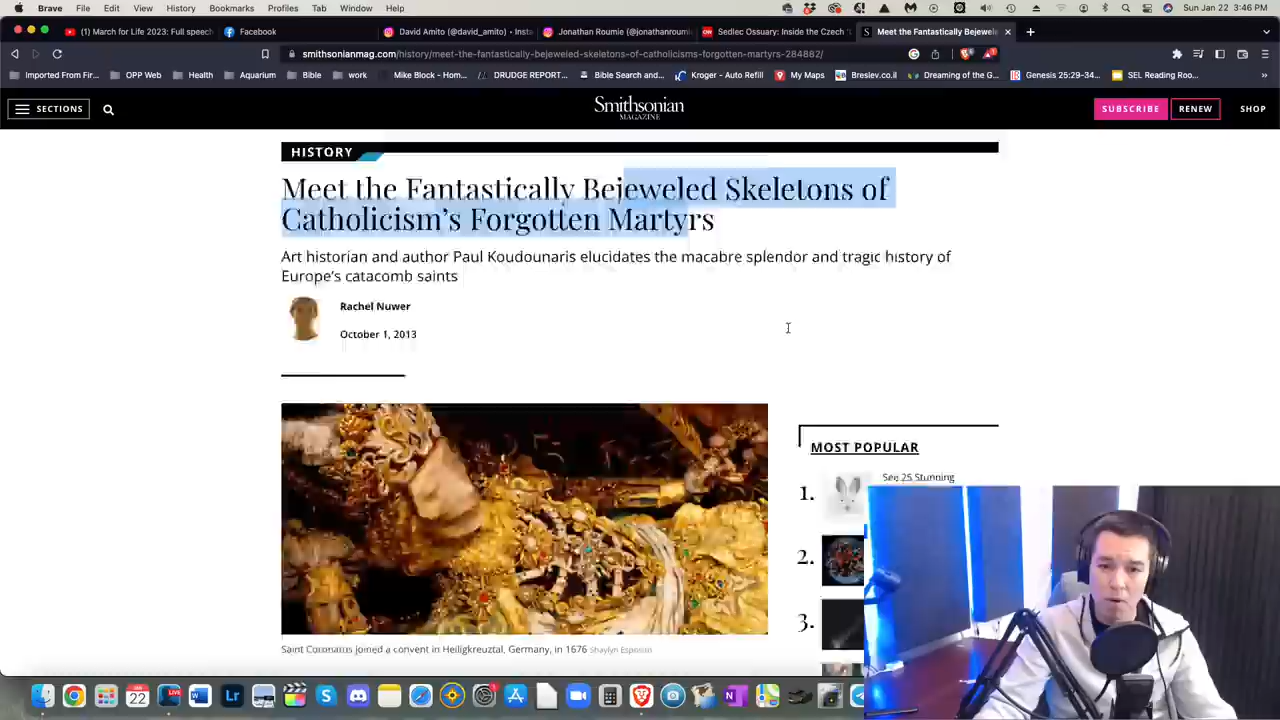 Brave File Edit View History Bookmarks Profiles Tab Window Help Sun Jan 22 3:46 PM
(1) March for Life 2023: Full speech Facebook David Amito (@david_amito) • Insta Jonathan Roumie (@jonathanroumie Sedlec Ossuary: Inside the Czech 'C Meet the Fantastically Bejewele
smithsonianmag.com/history/meet-the-fantastically-bejeweled-skeletons-of-catholicisms-forgotten-martyrs-284882/
Imported From Fir... OPP Web Health Aquarium Bible work Mike Block - Hom... DRUDGE REPORT... Bible Search and... Kroger - Auto Refill My Maps Breslev.co.il Dreaming of the G... Genesis 25:29-34... SEL Reading Roo... »
SECTIONS Smithsonian SUBSCRIBE RENEW SHOP
MAGAZINE
HISTORY
Meet the Fantastically Bejeweled Skeletons of
Catholicism's Forgotten Martyrs
Art historian and author Paul Koudounaris elucidates the macabre splendor and tragic history of
Europe's catacomb saints
Rachel Nuwer
October 1, 2013
MOST POPULAR
See 25 Stunning
1.
2.
3.
Saint Coronatus joined a convent in Heiligkreuztal, Germany, in 1676 Shaylyn Esposito
22